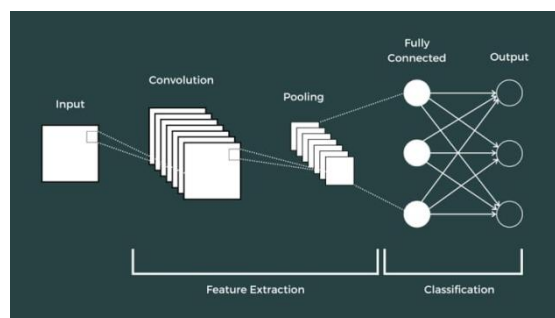 Input
Convolution
Pooling
Fully
Connected
Output
Feature Extraction
Classification